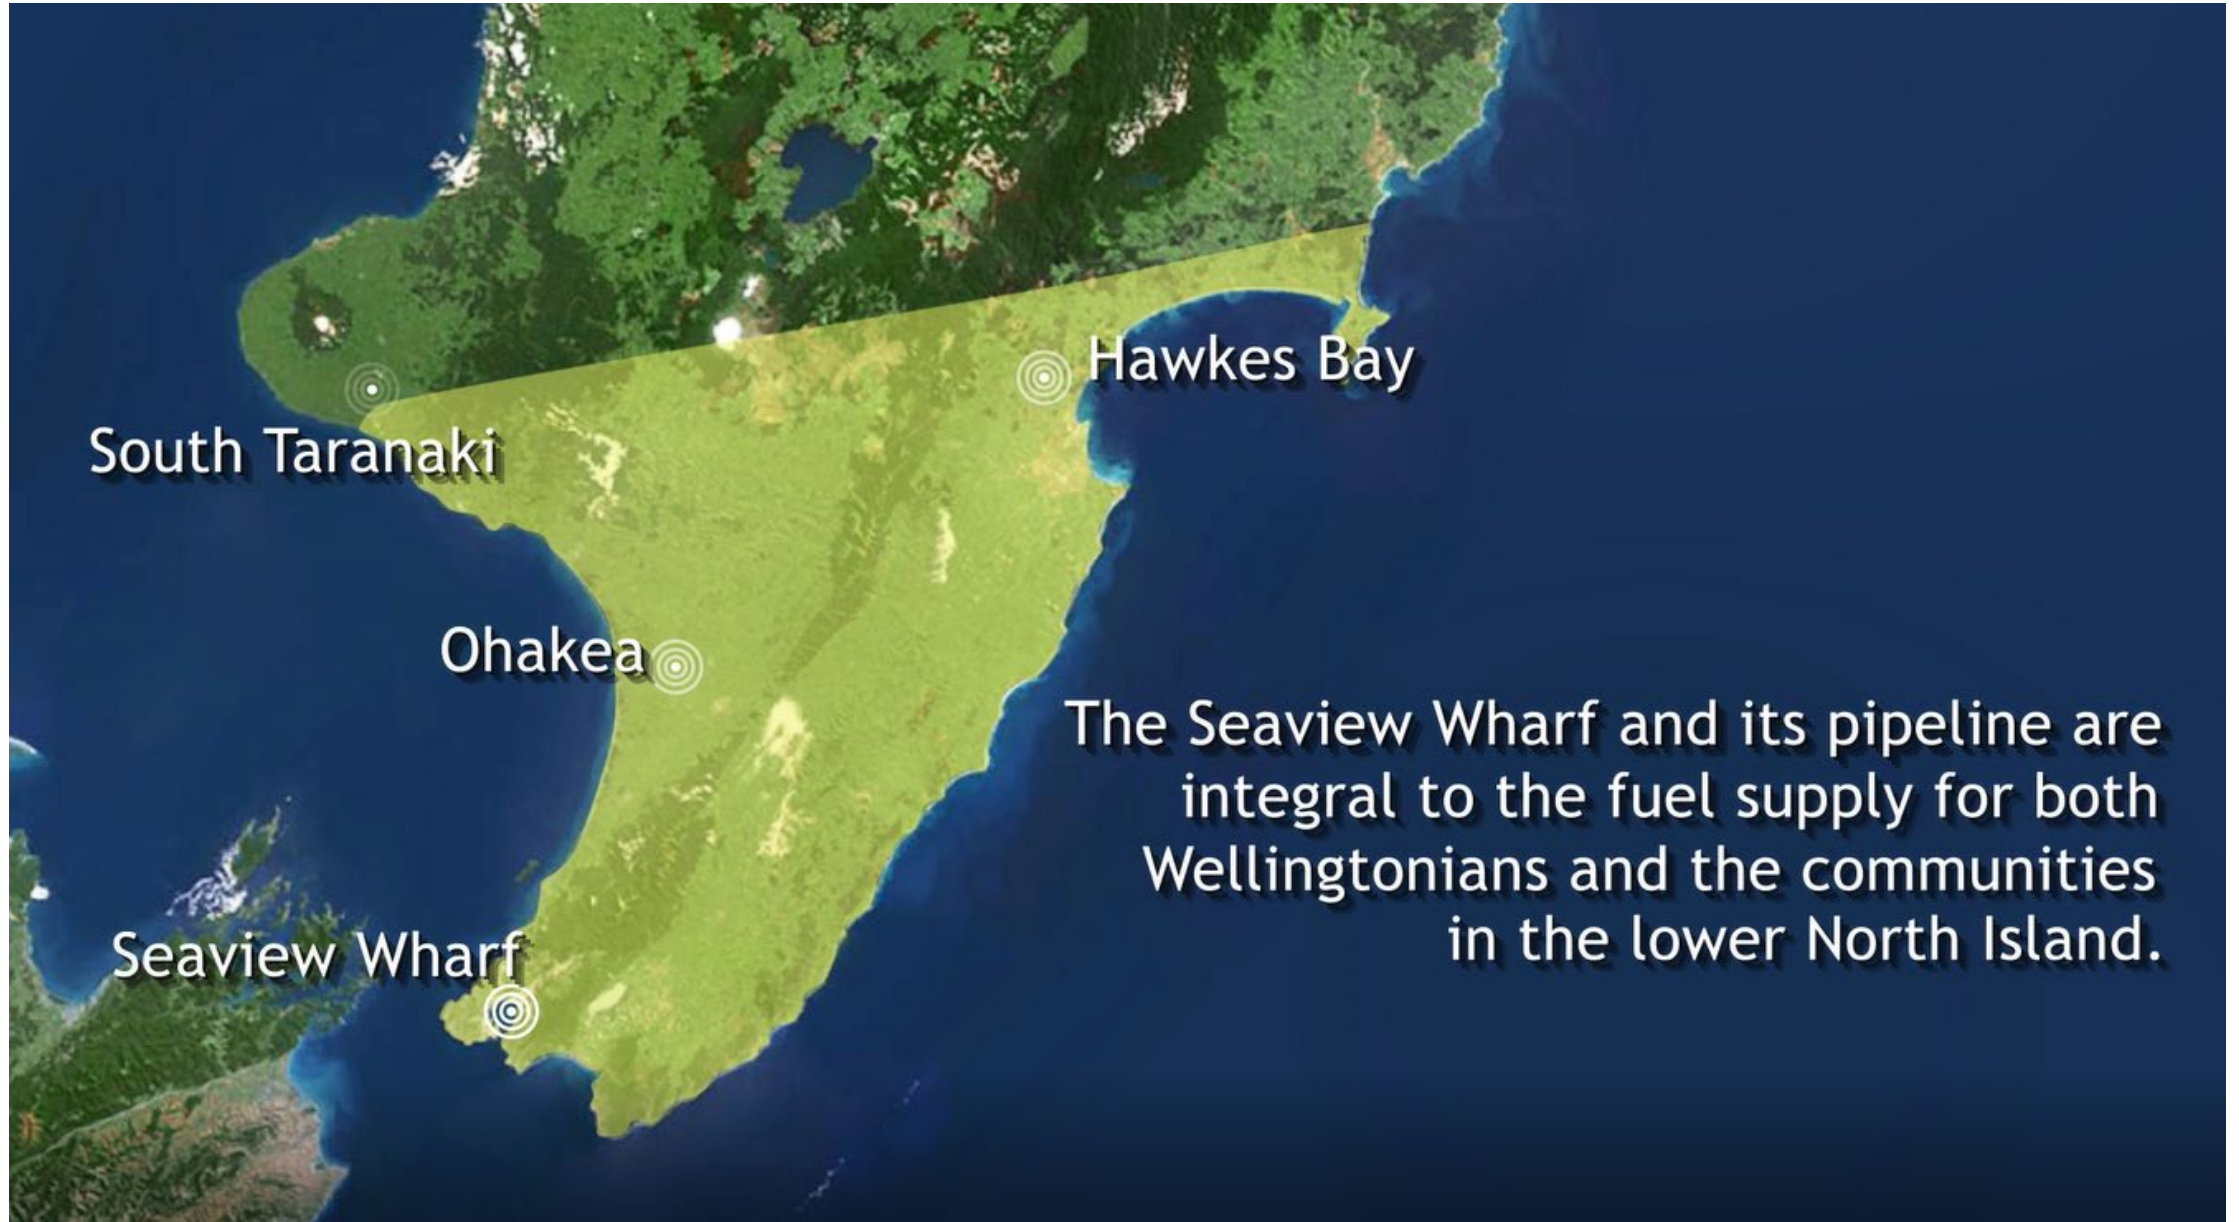 Hawkes Bay
South Taranaki
Ohakea
The Seaview Wharf and its pipeline are
integral to the fuel supply for both
Wellingtonians and the communities
in the lower North Island.
Seaview Wharf